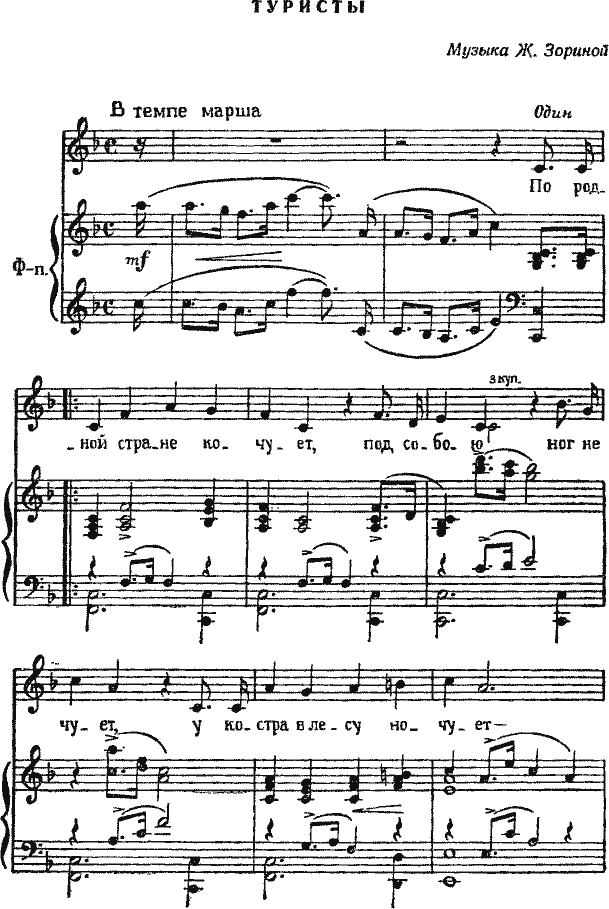 ТУРИСТЫ
Музыка Ж. Зориной
В темпе марша
Один
По род-
Ф-п.
mf
3 куп.
-ной стра-не ко-чу-ет, под со-бо-ю ног не
чу-ет, у ко-стра в ле-су но-чу-ет—